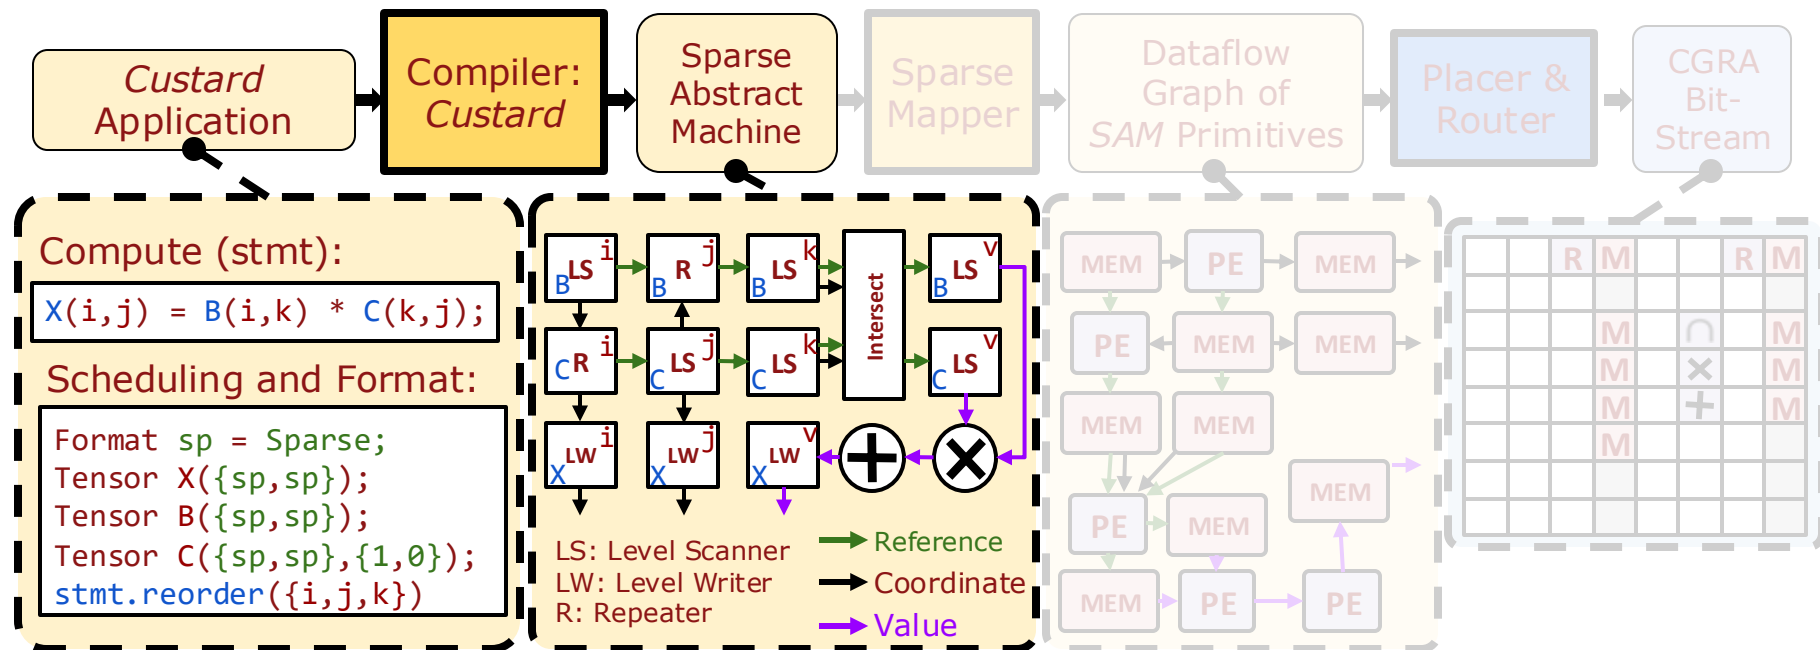 Custard
Application
Compiler:
Custard
Sparse
Abstract
Machine
Sparse
Mapper
Dataflow
Graph of
SAM Primitives
Placer &
Router
CGRA
Bit-
Stream
Compute (stmt):
X(i,j) = B(i,k) * C(k,j);
Scheduling and Format:
Format sp = Sparse;
Tensor X({sp,sp});
Tensor B({sp,sp});
Tensor C({sp,sp},{1,0});
stmt.reorder({i,j,k})
LS i B
R j B
LS k B
Intersect
LS v B
R i C
LS j C
LS k C
LS v C
LW i X
LW j X
LW v X
+
×
LS: Level Scanner
LW: Level Writer
R: Repeater
Reference
Coordinate
Value
MEM PE MEM
PE MEM MEM
MEM MEM
MEM
PE MEM
MEM PE PE
R M R M
M ∩ M
M × M
M + M
M